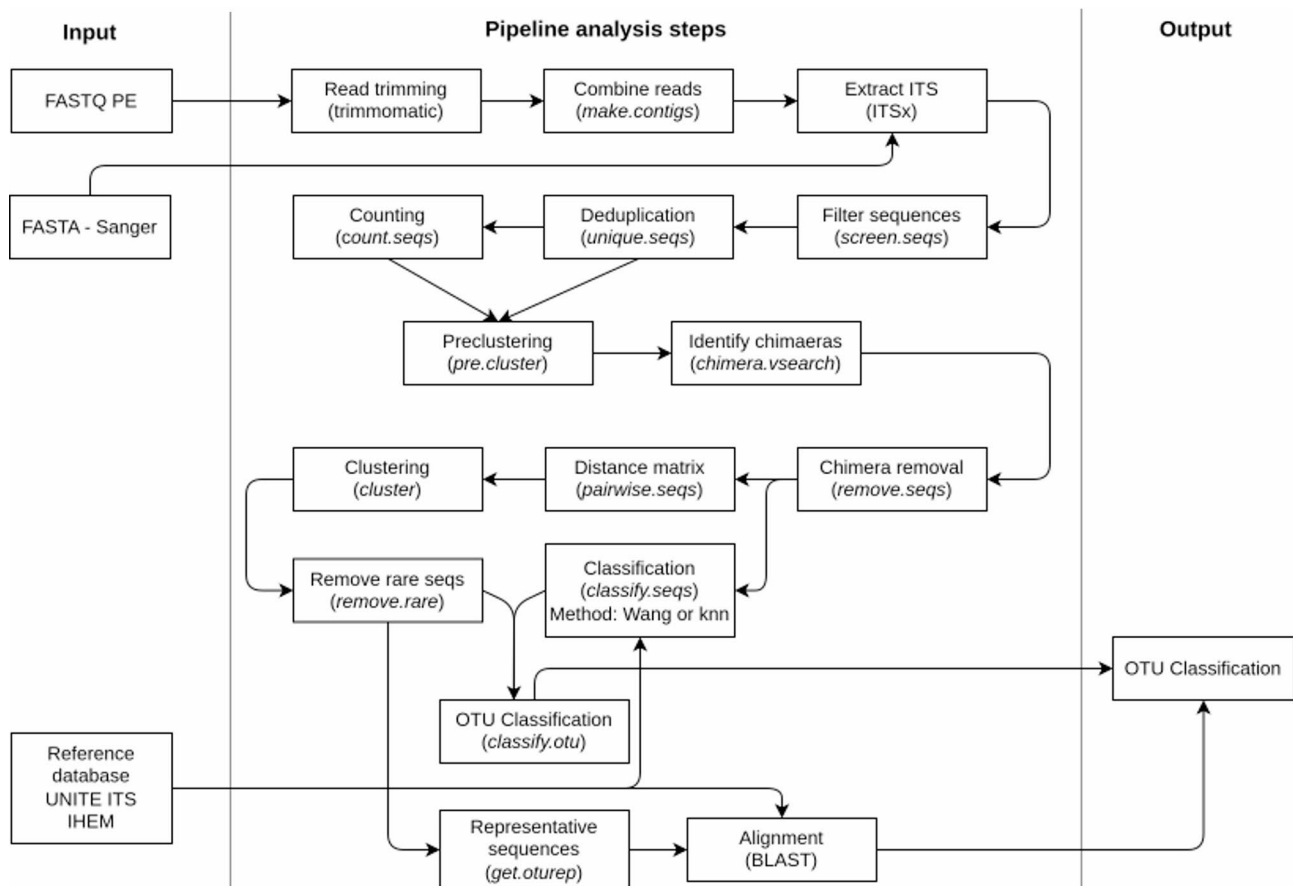 Input
Pipeline analysis steps
Output
FASTQ PE
Read trimming
(trimmomatic)
Combine reads
(make.contigs)
Extract ITS
(ITSx)
FASTA - Sanger
Counting
(count.seqs)
Deduplication
(unique.seqs)
Filter sequences
(screen.seqs)
Preclustering
(pre.cluster)
Identify chimaeras
(chimera.vsearch)
Clustering
(cluster)
Distance matrix
(pairwise.seqs)
Chimera removal
(remove.seqs)
Remove rare seqs
(remove.rare)
Classification
(classify.seqs)
Method: Wang or knn
OTU Classification
OTU Classification
(classify.otu)
Reference
database
UNITE ITS
IHEM
Representative
sequences
(get.oturep)
Alignment
(BLAST)